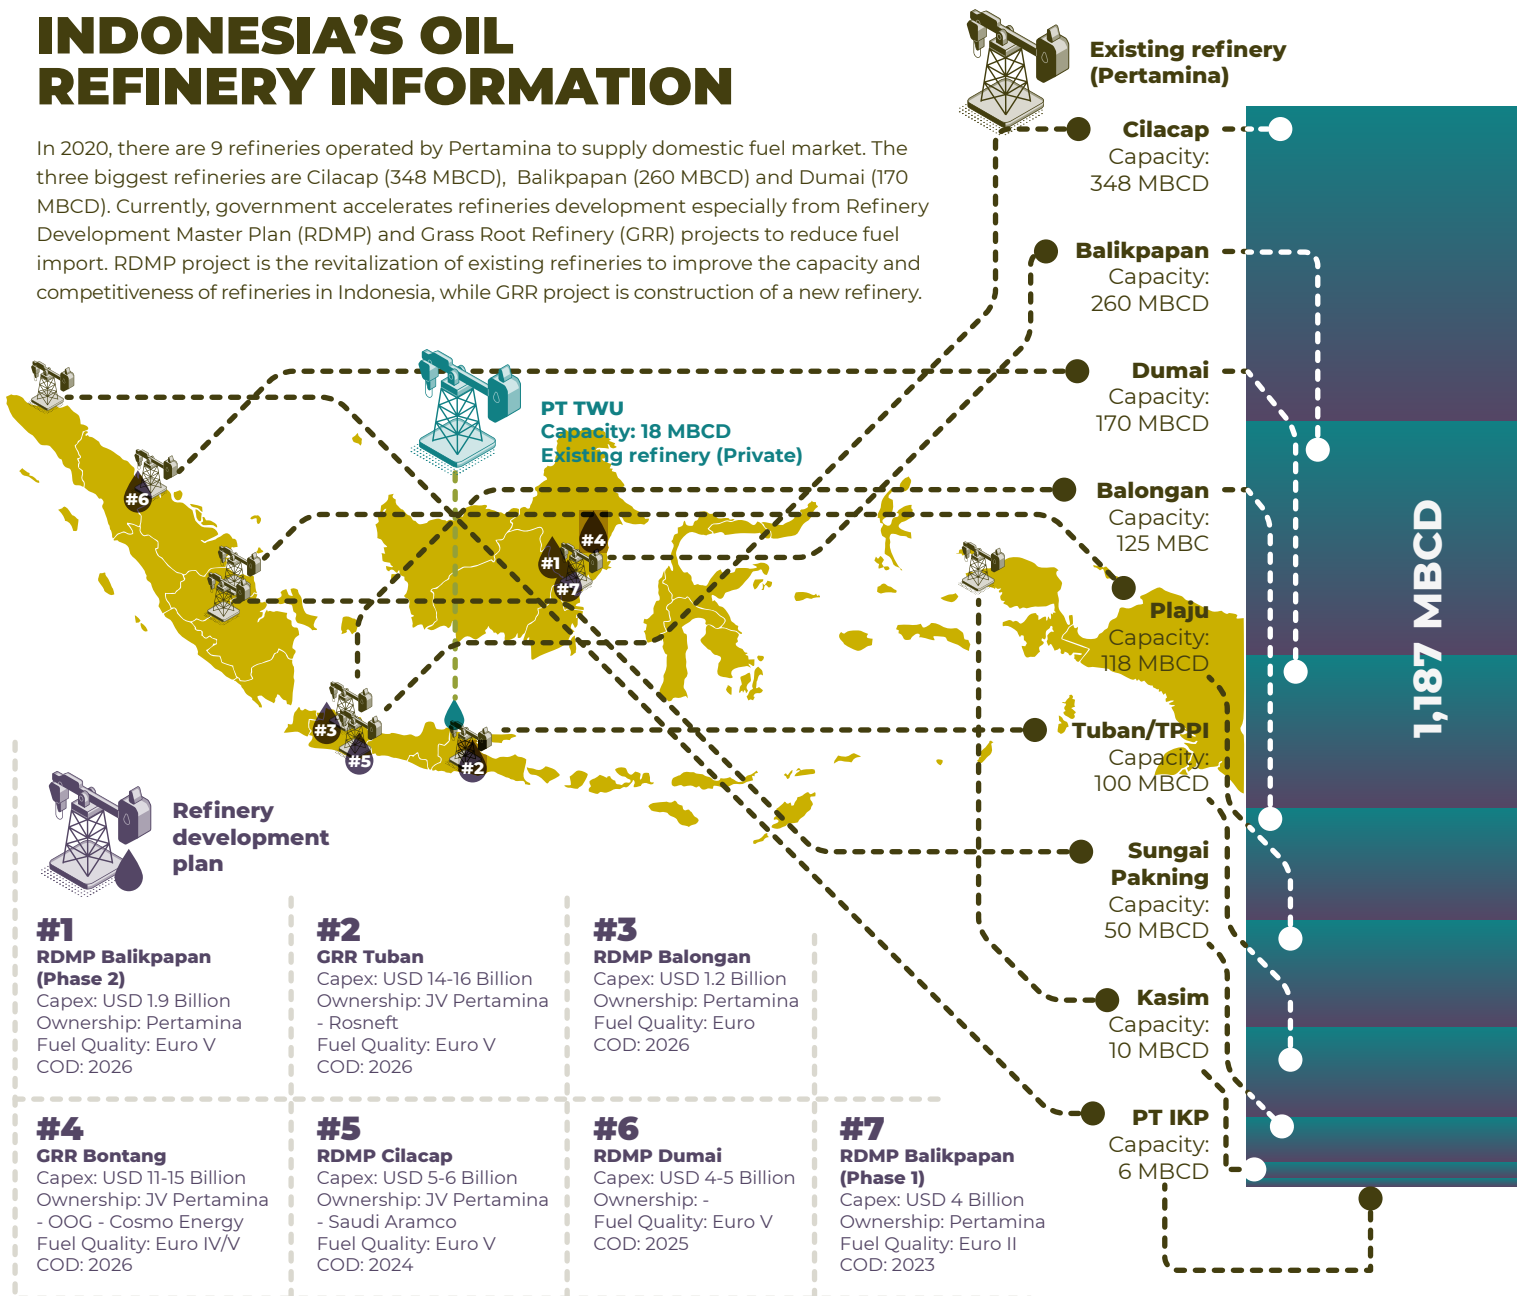 INDONESIA'S OIL
REFINERY INFORMATION
In 2020, there are 9 refineries operated by Pertamina to supply domestic fuel market. The
three biggest refineries are Cilacap (348 MBCD), Balikpapan (260 MBCD) and Dumai (170
MBCD). Currently, government accelerates refineries development especially from Refinery
Development Master Plan (RDMP) and Grass Root Refinery (GRR) projects to reduce fuel
import. RDMP project is the revitalization of existing refineries to improve the capacity and
competitiveness of refineries in Indonesia, while GRR project is construction of a new refinery.
Existing refinery
(Pertamina)
Cilacap
Capacity:
348 MBCD
Balikpapan
Capacity:
260 MBCD
Dumai
Capacity:
170 MBCD
Balongan
Capacity:
125 MBC
Plaju
Capacity:
118 MBCD
Tuban/TPPI
Capacity:
100 MBCD
Sungai
Pakning
Capacity:
50 MBCD
Kasim
Capacity:
10 MBCD
PT IKP
Capacity:
6 MBCD
1,187 MBCD
PT TWU
Capacity: 18 MBCD
Existing refinery (Private)
#6
#4
#1
#7
#3
#5
#2
Refinery
development
plan
#1
RDMP Balikpapan
(Phase 2)
Capex: USD 1.9 Billion
Ownership: Pertamina
Fuel Quality: Euro V
COD: 2026
#2
GRR Tuban
Capex: USD 14-16 Billion
Ownership: JV Pertamina
- Rosneft
Fuel Quality: Euro V
COD: 2026
#3
RDMP Balongan
Capex: USD 1.2 Billion
Ownership: Pertamina
Fuel Quality: Euro
COD: 2026
#4
GRR Bontang
Capex: USD 11-15 Billion
Ownership: JV Pertamina
- OOG - Cosmo Energy
Fuel Quality: Euro IV/V
COD: 2026
#5
RDMP Cilacap
Capex: USD 5-6 Billion
Ownership: JV Pertamina
- Saudi Aramco
Fuel Quality: Euro V
COD: 2024
#6
RDMP Dumai
Capex: USD 4-5 Billion
Ownership: -
Fuel Quality: Euro V
COD: 2025
#7
RDMP Balikpapan
(Phase 1)
Capex: USD 4 Billion
Ownership: Pertamina
Fuel Quality: Euro II
COD: 2023